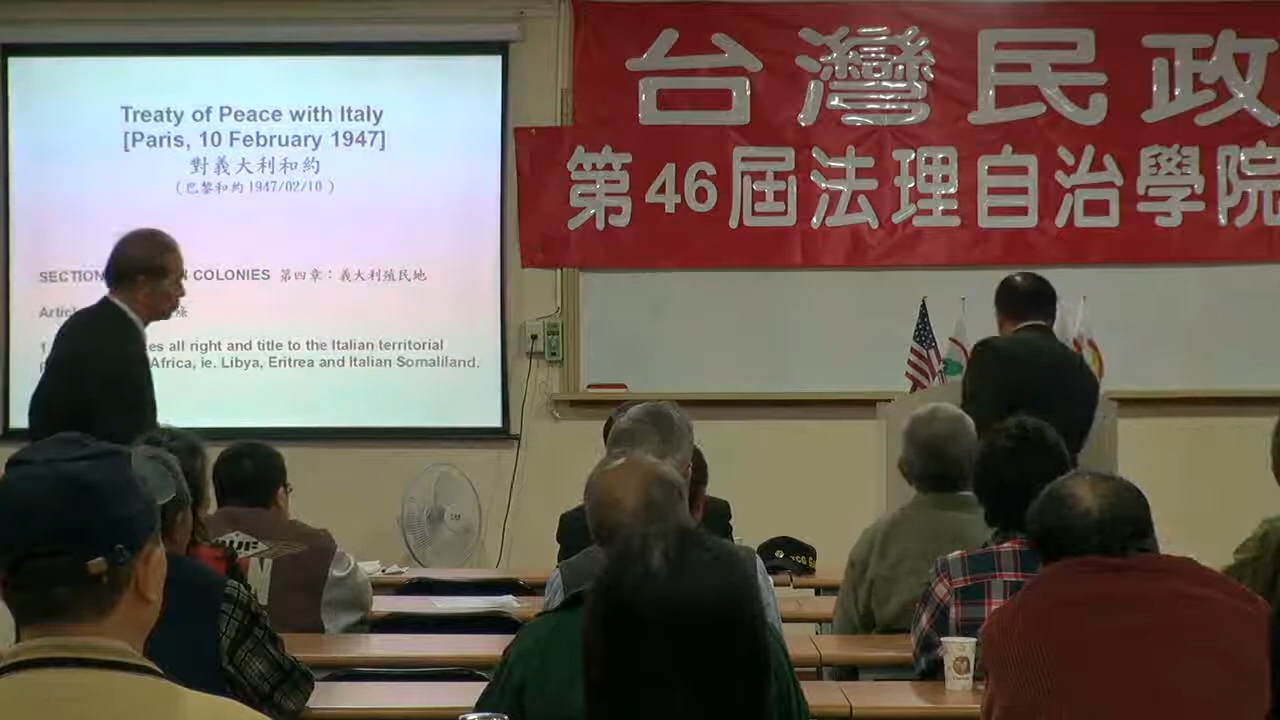 Treaty of Peace with Italy
[Paris, 10 February 1947]
對義大利和約
(巴黎和約 1947/02/10)
SECTION COLONIES 第四章：義大利殖民地
條
all right and title to the Italian territorial
Africa, ie. Libya, Eritrea and Italian Somaliland.
台灣民政
第46屆法理自治學院